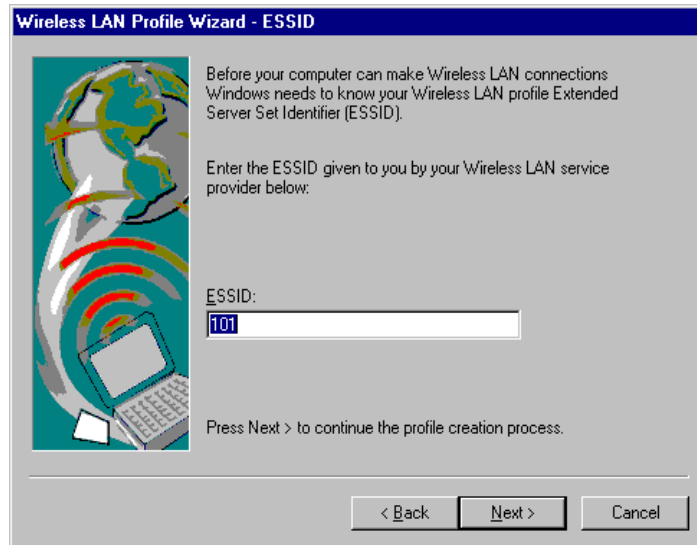 Wireless LAN Profile Wizard - ESSID
Before your computer can make Wireless LAN connections
Windows needs to know your Wireless LAN profile Extended
Server Set Identifier (ESSID).
Enter the ESSID given to you by your Wireless LAN service
provider below:
ESSID:
101
Press Next > to continue the profile creation process.
< Back
Next >
Cancel